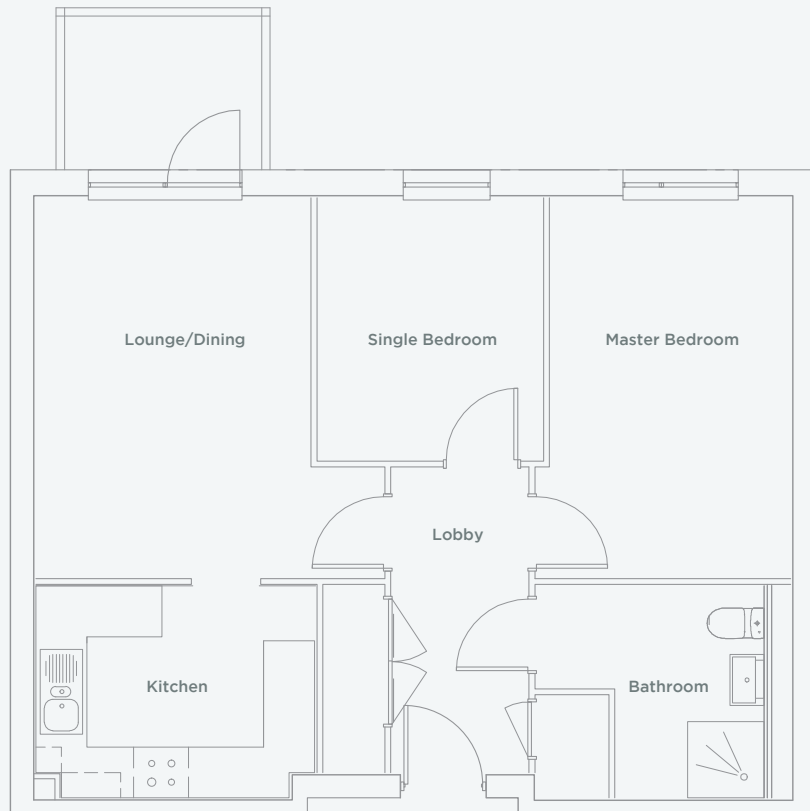 Lounge/Dining
Single Bedroom
Master Bedroom
Lobby
Kitchen
Bathroom